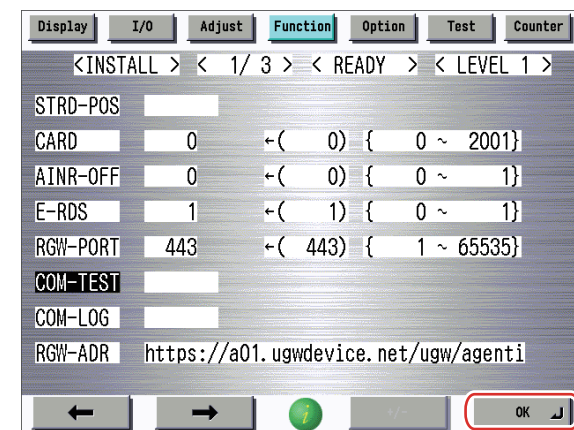 Display I/O Adjust Function Option Test Counter
<INSTALL > < 1/ 3 > < READY > < LEVEL 1 >
STRD-POS
CARD 0 ←( 0) { 0 ~ 2001}
AINR-OFF 0 ←( 0) { 0 ~ 1}
E-RDS 1 ←( 1) { 0 ~ 1}
RGW-PORT 443 ←( 443) { 1 ~ 65535}
COM-TEST
COM-LOG
RGW-ADR https://a01.ugwdevice.net/ugw/agenti
← → i +/- OK ↵